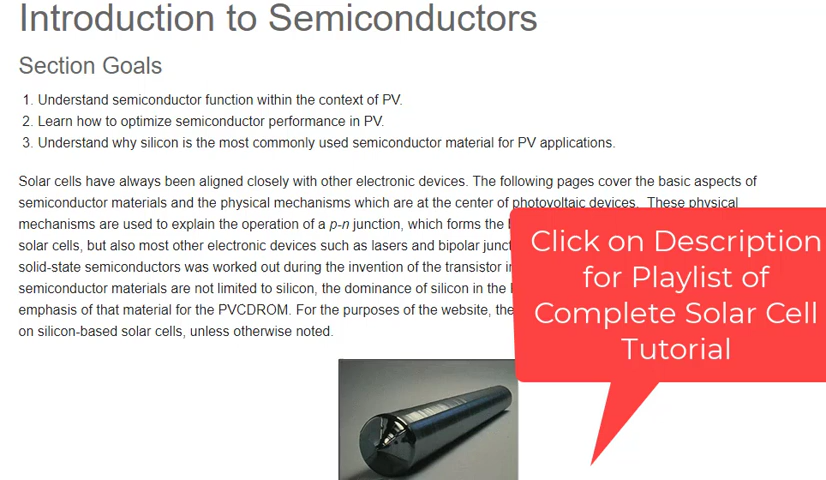 Introduction to Semiconductors
Section Goals
1. Understand semiconductor function within the context of PV.
2. Learn how to optimize semiconductor performance in PV.
3. Understand why silicon is the most commonly used semiconductor material for PV applications.
Solar cells have always been aligned closely with other electronic devices. The following pages cover the basic aspects of
semiconductor materials and the physical mechanisms which are at the center of photovoltaic devices. These physical
mechanisms are used to explain the operation of a p-n junction, which forms the
solar cells, but also most other electronic devices such as lasers and bipolar
solid-state semiconductors was worked out during the invention of the transistor
semiconductor materials are not limited to silicon, the dominance of silicon in the
emphasis of that material for the PVCDROM. For the purposes of the website, the
on silicon-based solar cells, unless otherwise noted.
Click on Description
for Playlist of
Complete Solar Cell
Tutorial